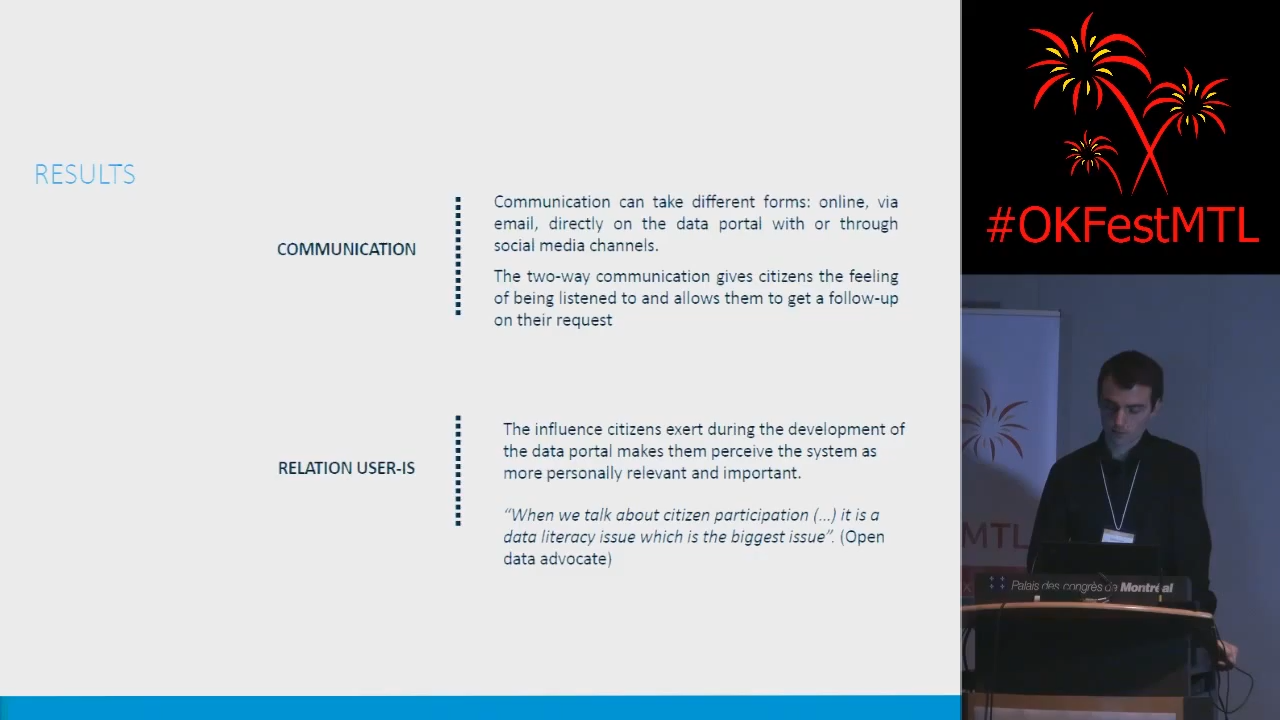 RESULTS
COMMUNICATION
Communication can take different forms: online, via
email, directly on the data portal with or through
social media channels.
The two-way communication gives citizens the feeling
of being listened to and allows them to get a follow-up
on their request
RELATION USER-IS
The influence citizens exert during the development of
the data portal makes them perceive the system as
more personally relevant and important.
“When we talk about citizen participation (...) it is a
data literacy issue which is the biggest issue”. (Open
data advocate)
#OKFestMTL
MTL
Palais des congrès de Montréal